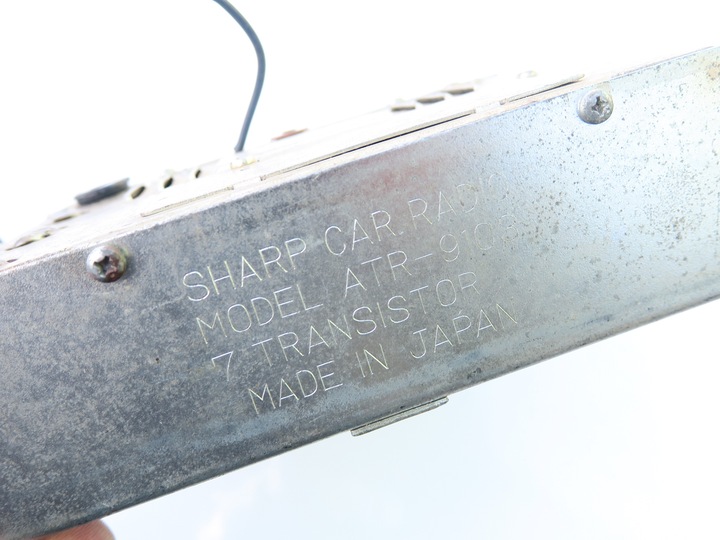 SHARP CAR RADIO
MODEL ATR-910
7 TRANSISTOR
MADE IN JAPAN